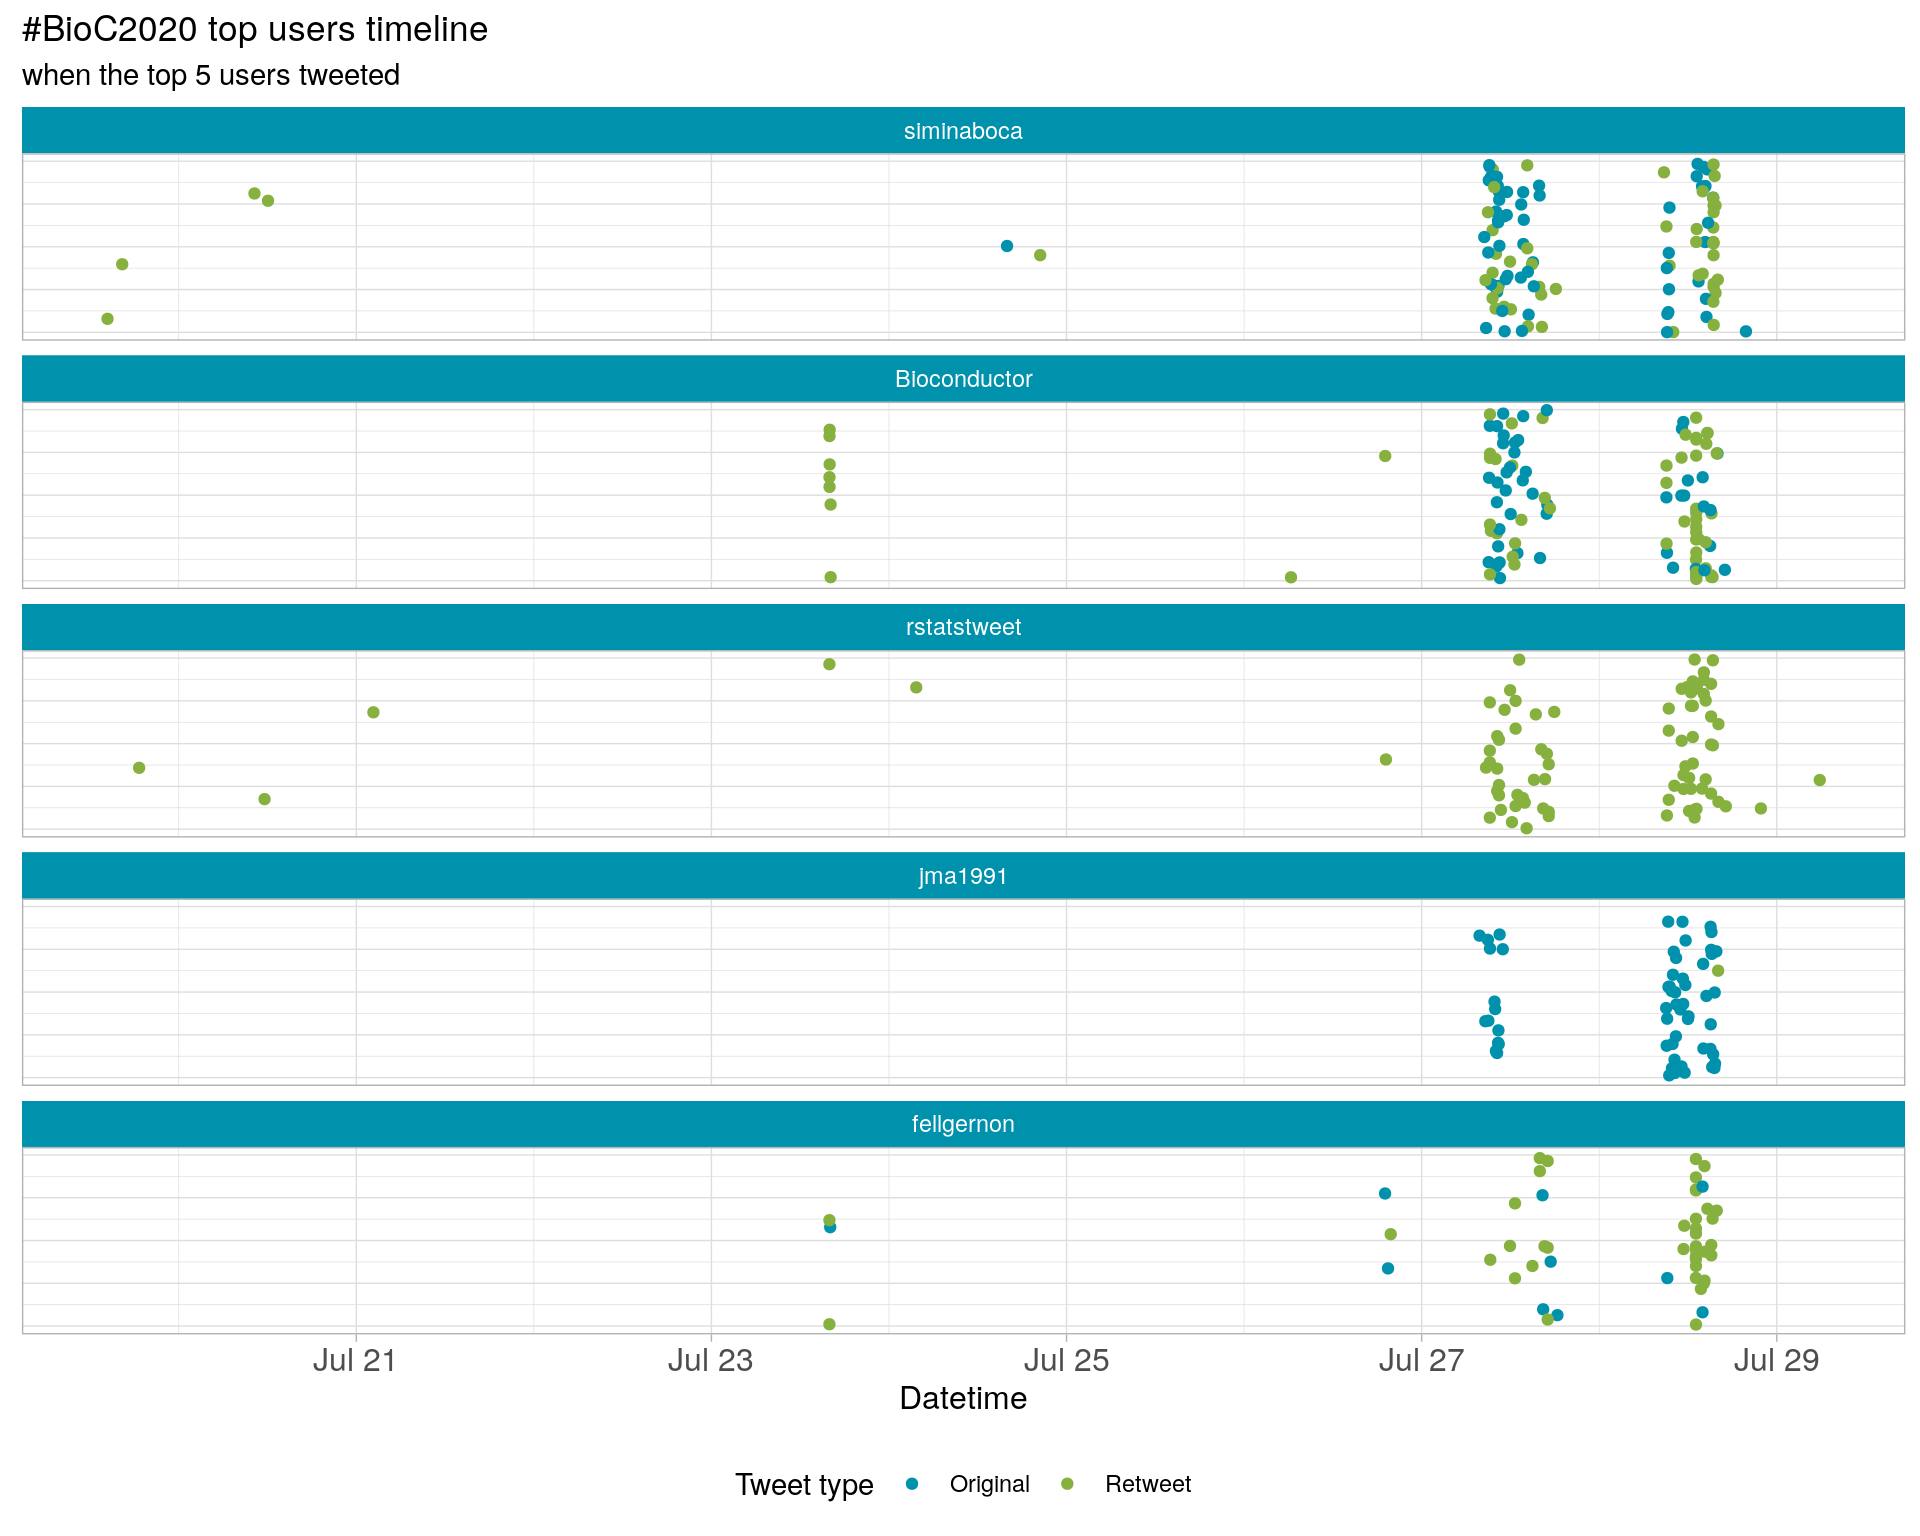 #BioC2020 top users timeline
when the top 5 users tweeted
siminaboca
Bioconductor
rstatstweet
jma1991
fellgernon
Jul 21 Jul 23 Jul 25 Jul 27 Jul 29
Datetime
Tweet type Original Retweet